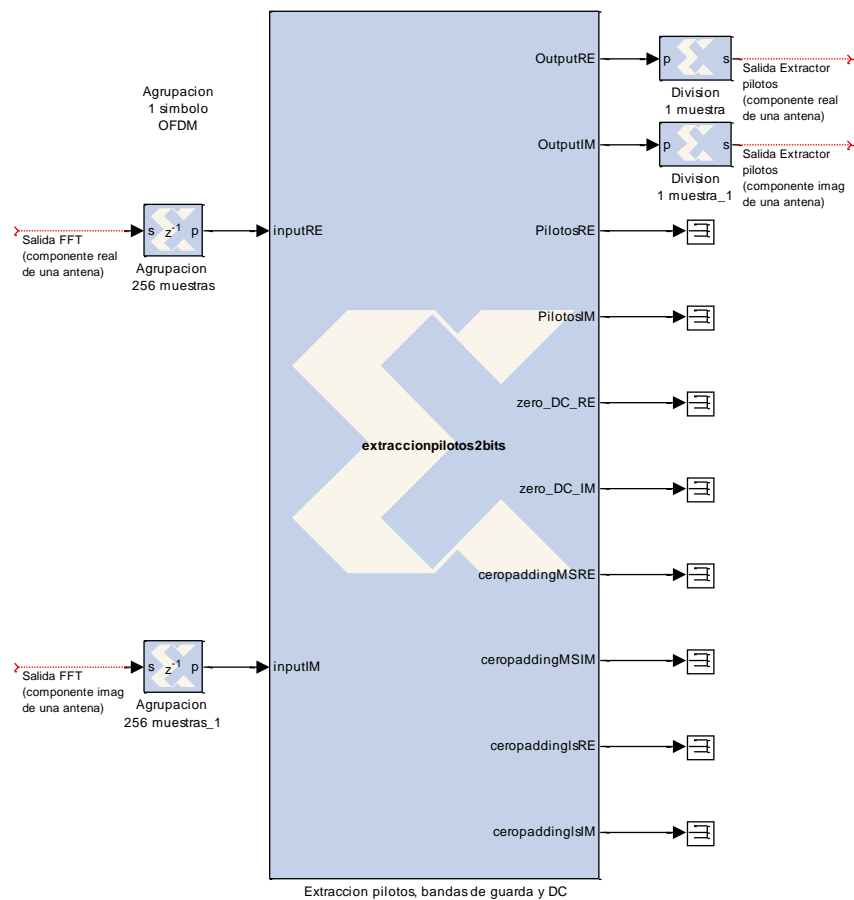 Agrupacion
1 simbolo
OFDM
s z-1 p
Salida FFT
(componente real
de una antena)
Agrupacion
256 muestras
s z-1 p
Salida FFT
(componente imag
de una antena)
Agrupacion
256 muestras_1
inputRE
inputIM
extraccionpilotos2bits
OutputRE
OutputIM
PilotosRE
PilotosIM
zero_DC_RE
zero_DC_IM
ceropaddingMSRE
ceropaddingMSIM
ceropaddinglsRE
ceropaddinglsIM
Extraccion pilotos, bandas de guarda y DC
p s
Division
1 muestra
Salida Extractor
pilotos
(componente real
de una antena)
p s
Division
1 muestra_1
Salida Extractor
pilotos
(componente imag
de una antena)